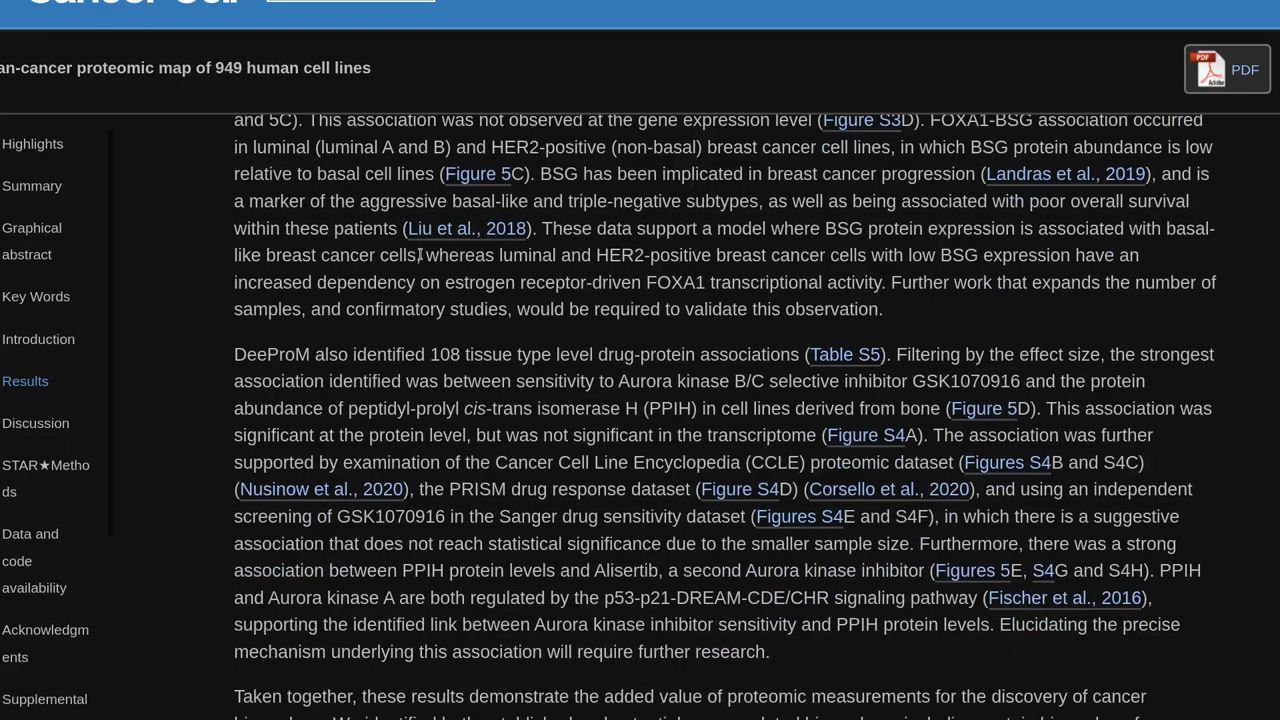 an-cancer proteomic map of 949 human cell lines
PDF
Highlights
Summary
Graphical
abstract
Key Words
Introduction
Results
Discussion
STAR★Metho
ds
Data and
code
availability
Acknowledgm
ents
Supplemental
and 5C). This association was not observed at the gene expression level (Figure S3D). FOXA1-BSG association occurred
in luminal (luminal A and B) and HER2-positive (non-basal) breast cancer cell lines, in which BSG protein abundance is low
relative to basal cell lines (Figure 5C). BSG has been implicated in breast cancer progression (Landras et al., 2019), and is
a marker of the aggressive basal-like and triple-negative subtypes, as well as being associated with poor overall survival
within these patients (Liu et al., 2018). These data support a model where BSG protein expression is associated with basal-
like breast cancer cells, whereas luminal and HER2-positive breast cancer cells with low BSG expression have an
increased dependency on estrogen receptor-driven FOXA1 transcriptional activity. Further work that expands the number of
samples, and confirmatory studies, would be required to validate this observation.
DeeProM also identified 108 tissue type level drug-protein associations (Table S5). Filtering by the effect size, the strongest
association identified was between sensitivity to Aurora kinase B/C selective inhibitor GSK1070916 and the protein
abundance of peptidyl-prolyl cis-trans isomerase H (PPIH) in cell lines derived from bone (Figure 5D). This association was
significant at the protein level, but was not significant in the transcriptome (Figure S4A). The association was further
supported by examination of the Cancer Cell Line Encyclopedia (CCLE) proteomic dataset (Figures S4B and S4C)
(Nusinow et al., 2020), the PRISM drug response dataset (Figure S4D) (Corsello et al., 2020), and using an independent
screening of GSK1070916 in the Sanger drug sensitivity dataset (Figures S4E and S4F), in which there is a suggestive
association that does not reach statistical significance due to the smaller sample size. Furthermore, there was a strong
association between PPIH protein levels and Alisertib, a second Aurora kinase inhibitor (Figures 5E, S4G and S4H). PPIH
and Aurora kinase A are both regulated by the p53-p21-DREAM-CDE/CHR signaling pathway (Fischer et al., 2016),
supporting the identified link between Aurora kinase inhibitor sensitivity and PPIH protein levels. Elucidating the precise
mechanism underlying this association will require further research.
Taken together, these results demonstrate the added value of proteomic measurements for the discovery of cancer